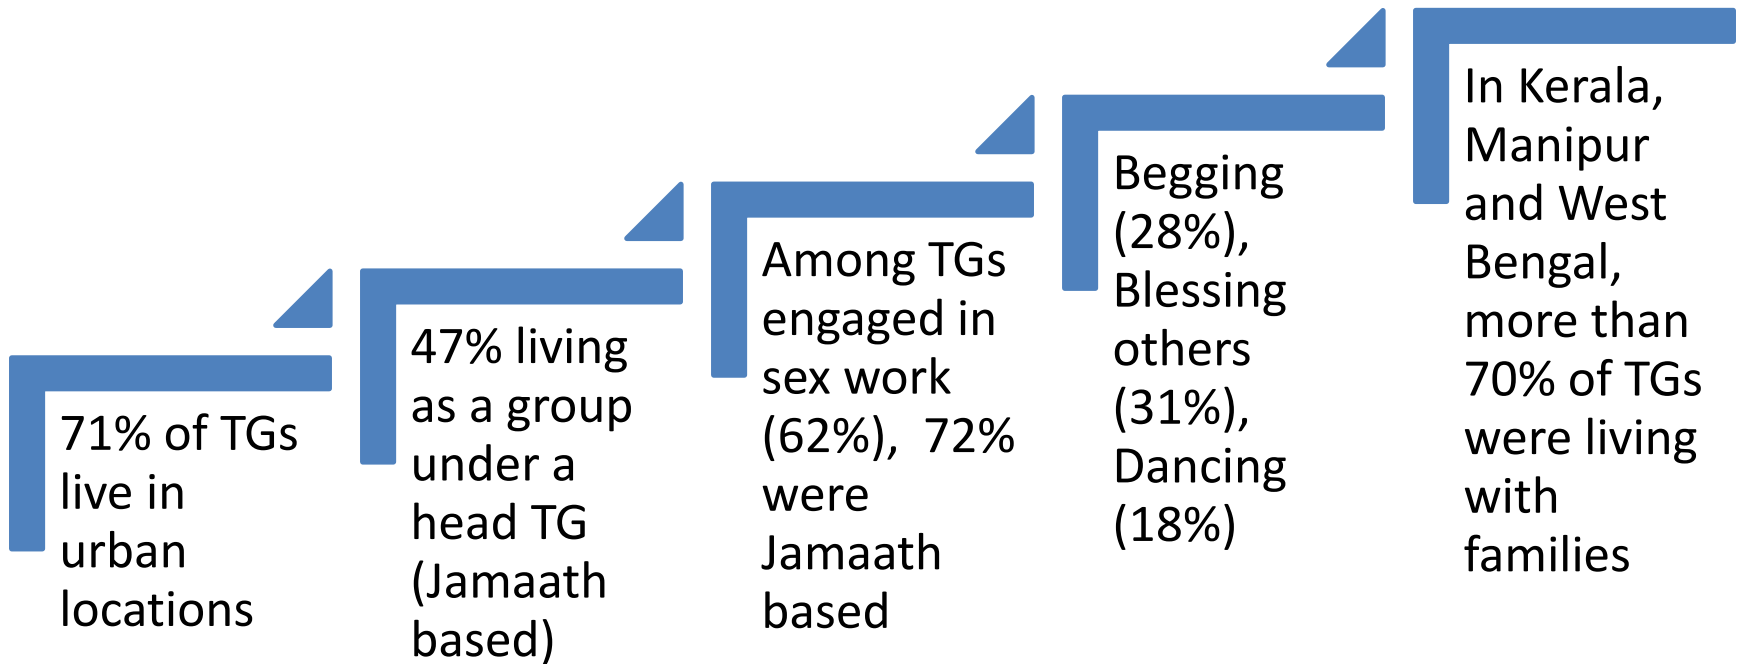 71% of TGs
live in
urban
locations
47% living
as a group
under a
head TG
(Jamaath
based)
Among TGs
engaged in
sex work
(62%),  72%
were
Jamaath
based
Begging
(28%),
Blessing
others
(31%),
Dancing
(18%)
In Kerala,
Manipur
and West
Bengal,
more than
70% of TGs
were living
with
families